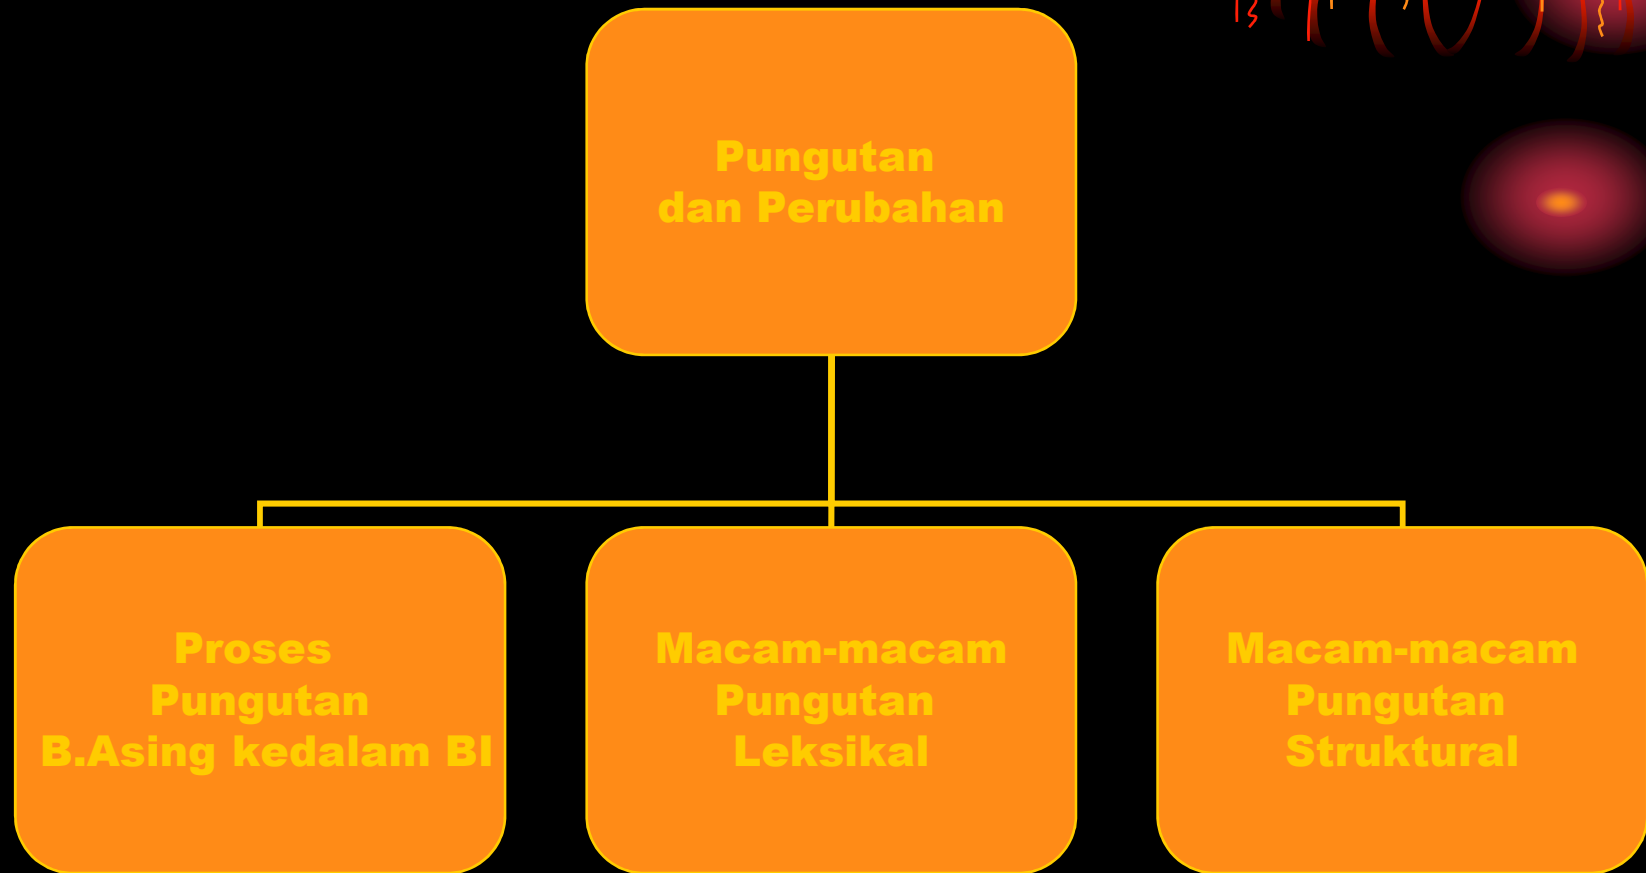 Pungutan
dan Perubahan
Proses
Pungutan
B.Asing kedalam BI
Macam-macam
Pungutan
Leksikal
Macam-macam
Pungutan
Struktural